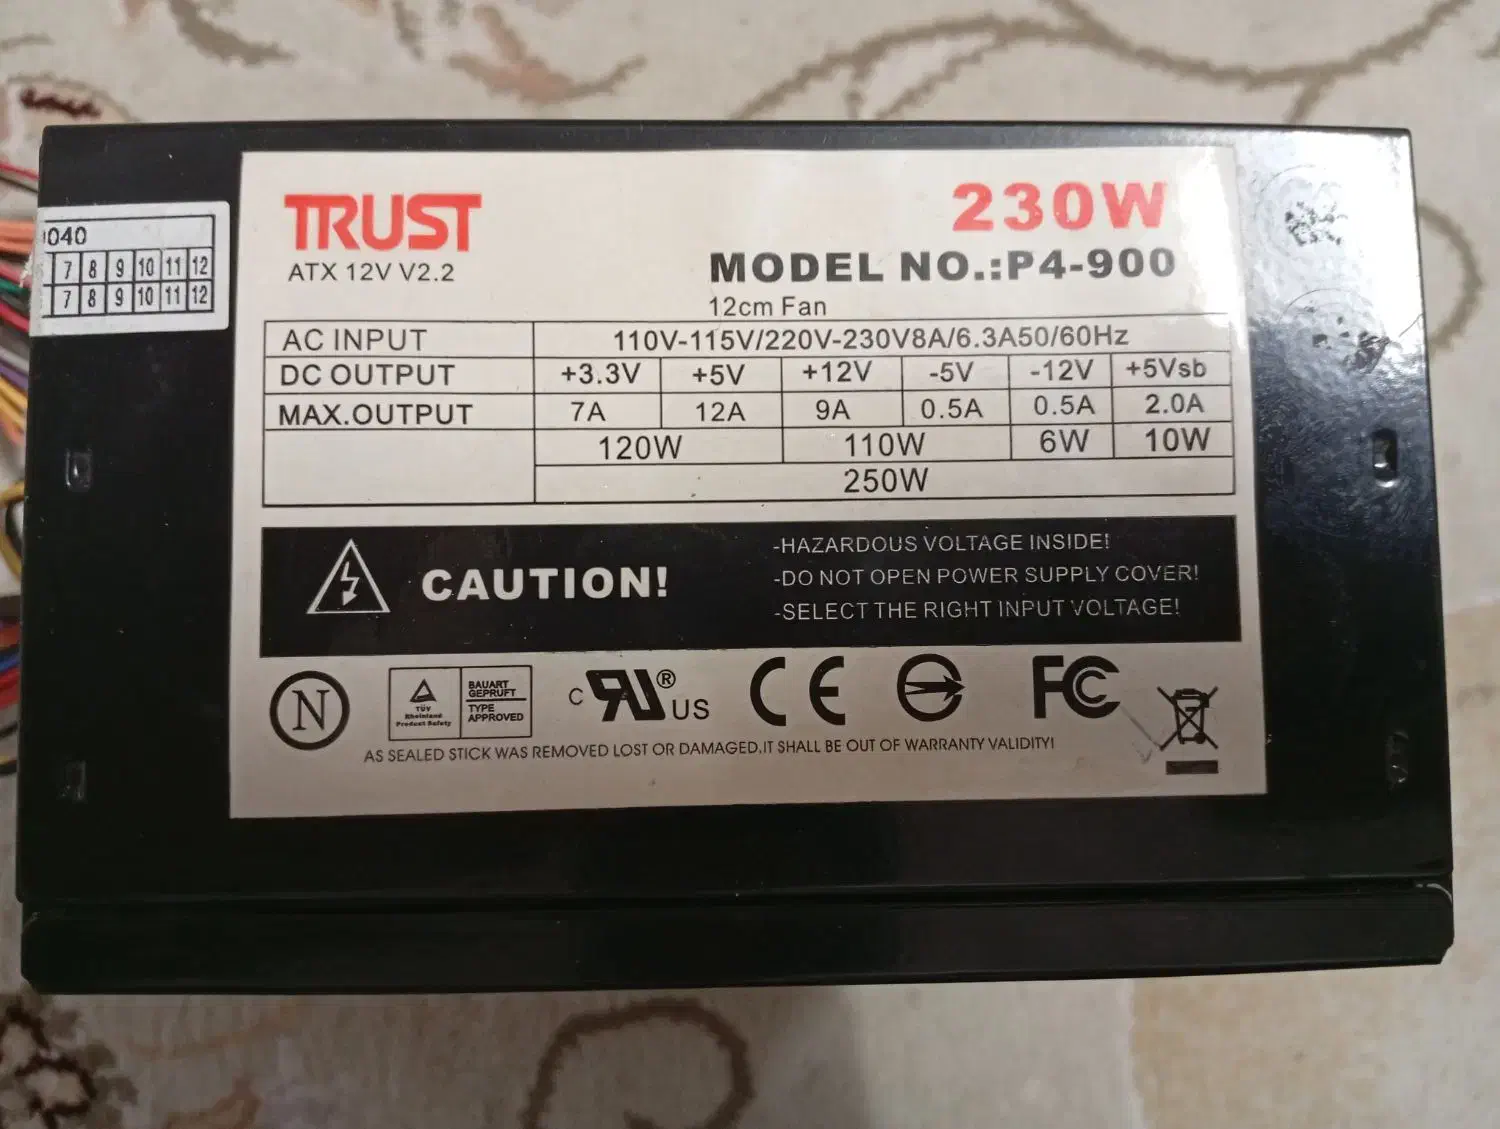 040
7 8 9 10 11 12
7 8 9 10 11 12
TRUST
ATX 12V V2.2
230W
MODEL NO.:P4-900
12cm Fan
AC INPUT 110V-115V/220V-230V8A/6.3A50/60Hz
DC OUTPUT +3.3V +5V +12V -5V -12V +5Vsb
MAX.OUTPUT 7A 12A 9A 0.5A 0.5A 2.0A
120W 110W 6W 10W
250W
CAUTION!
-HAZARDOUS VOLTAGE INSIDE!
-DO NOT OPEN POWER SUPPLY COVER!
-SELECT THE RIGHT INPUT VOLTAGE!
N
TÜV
Rheinland
Product Safety
BAUART
GEPRUFT
TYPE
APPROVED
c RU® US
CE
FC
AS SEALED STICK WAS REMOVED LOST OR DAMAGED,IT SHALL BE OUT OF WARRANTY VALIDITY!